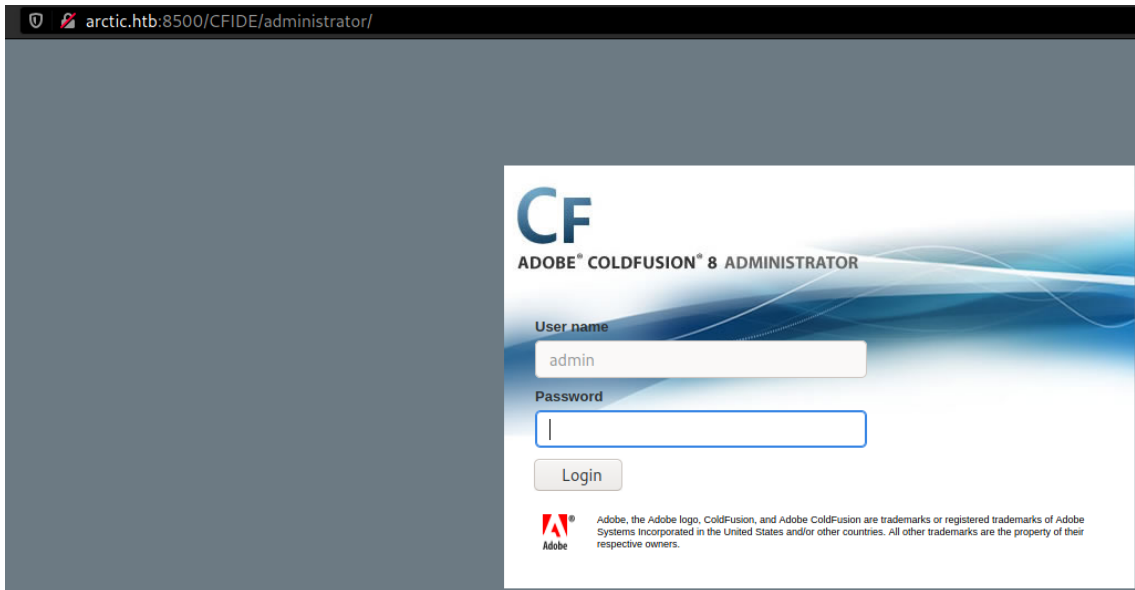 arctic.htb:8500/CFIDE/administrator/
CF
ADOBE® COLDFUSION® 8 ADMINISTRATOR
User name
admin
Password
Login
Adobe, the Adobe logo, ColdFusion, and Adobe ColdFusion are trademarks or registered trademarks of Adobe
Systems Incorporated in the United States and/or other countries. All other trademarks are the property of their
respective owners.
®
Adobe